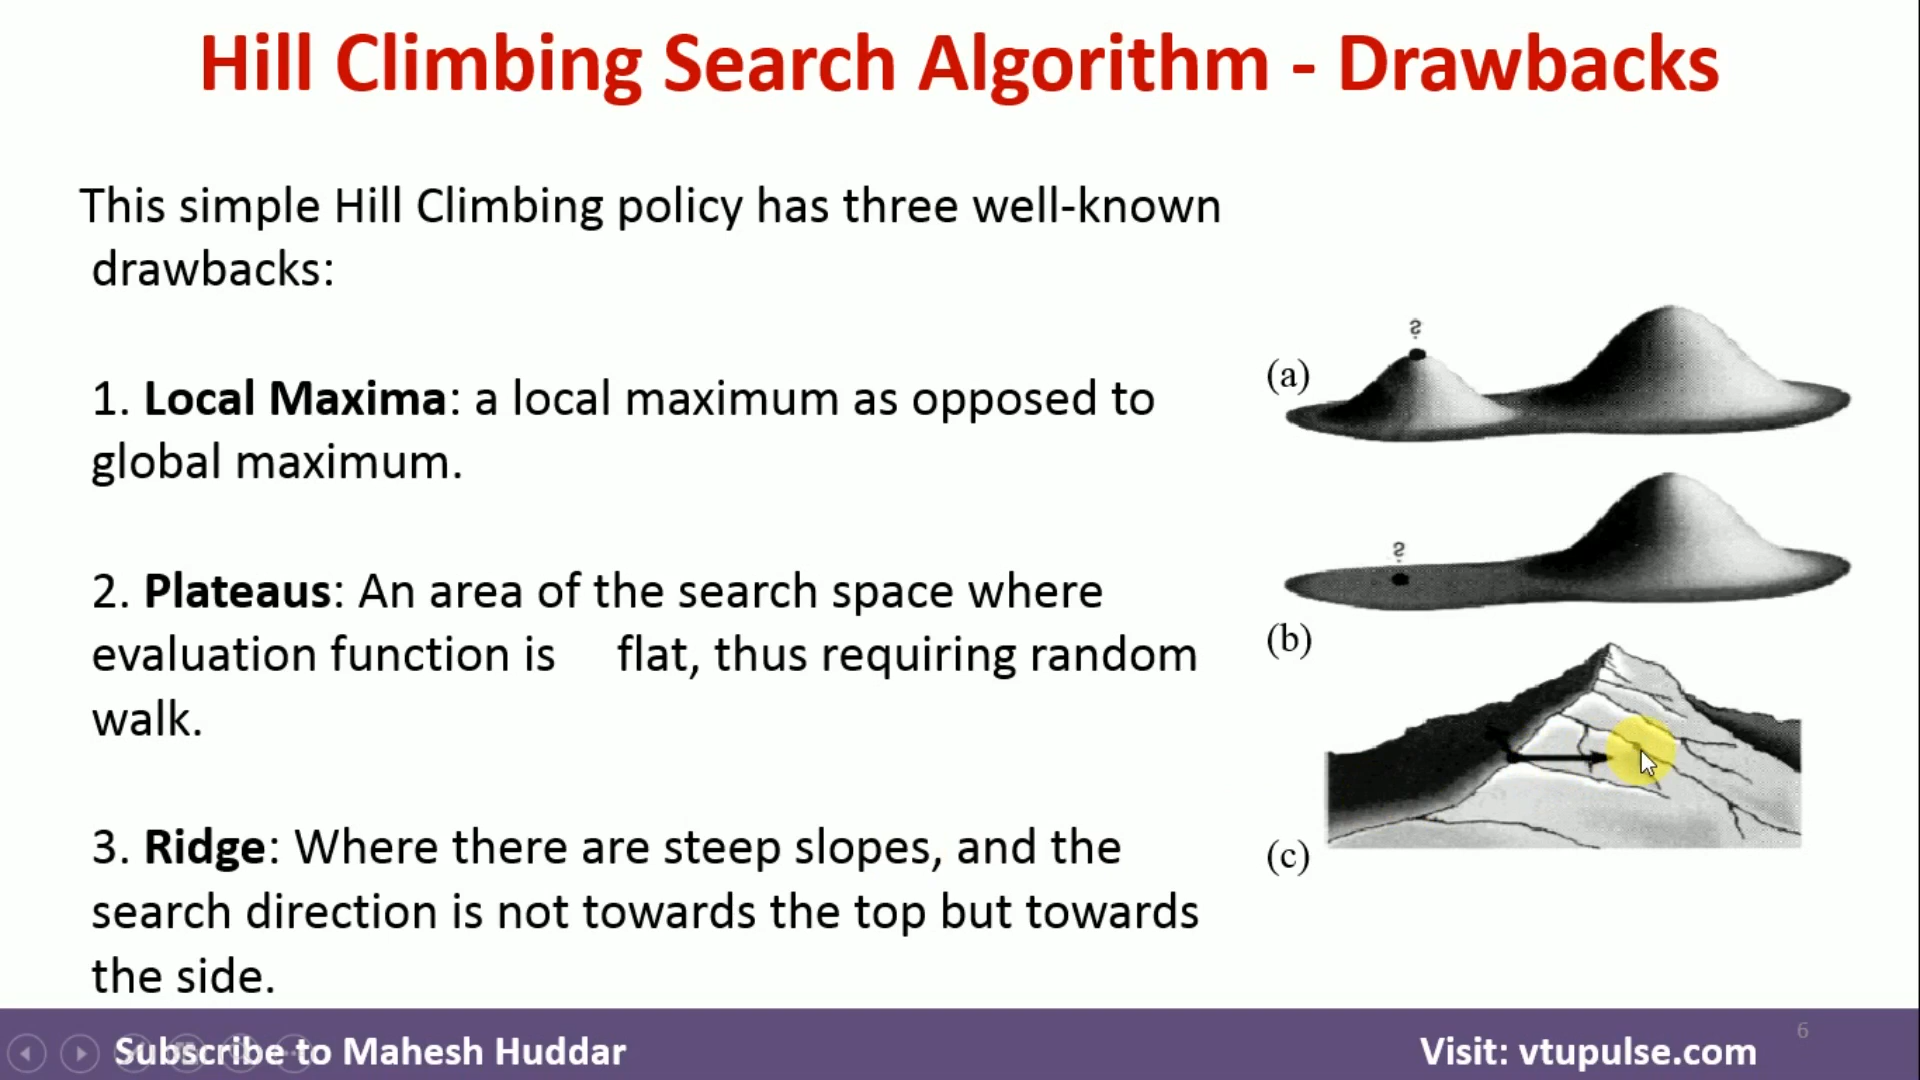 Hill Climbing Search Algorithm - Drawbacks
This simple Hill Climbing policy has three well-known
drawbacks:
1. Local Maxima: a local maximum as opposed to
global maximum.
2. Plateaus: An area of the search space where
evaluation function is flat, thus requiring random
walk.
3. Ridge: Where there are steep slopes, and the
search direction is not towards the top but towards
the side.
?
(a)
?
(b)
(c)
Subscribe to Mahesh Huddar
Visit: vtupulse.com
6